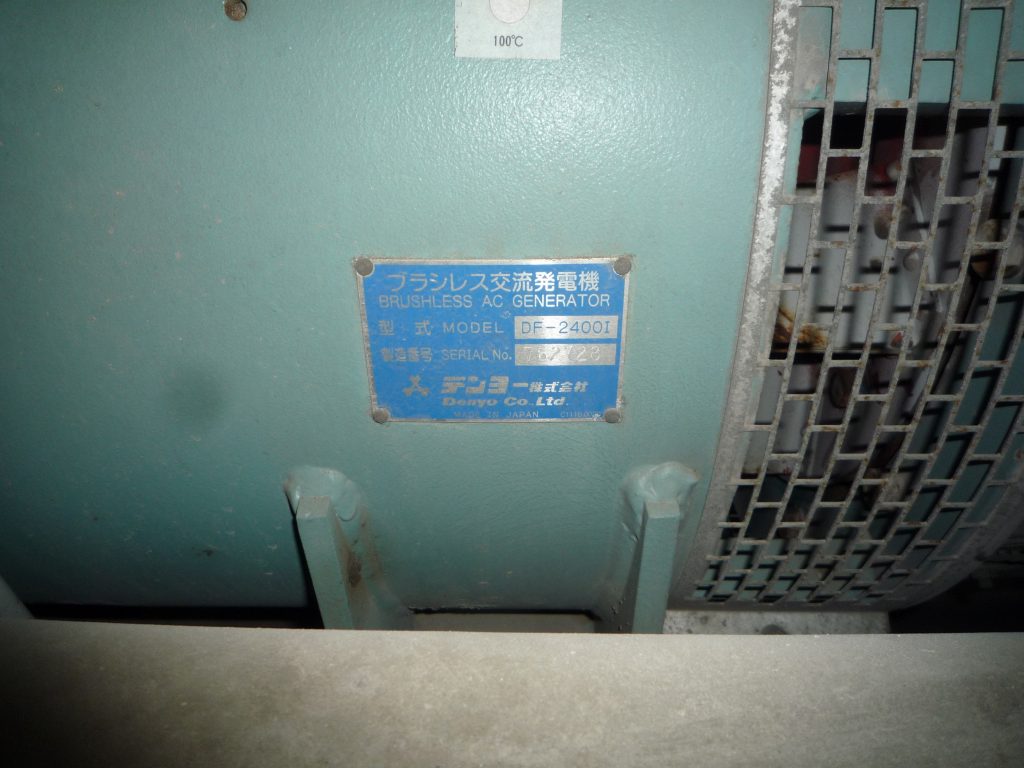 100℃
ブラシレス交流発電機
BRUSHLESS AC GENERATOR
型式 MODEL DF-2400I
製造番号 SERIAL No.
デンヨー株式会社
Denyo Co.,Ltd.
MADE IN JAPAN